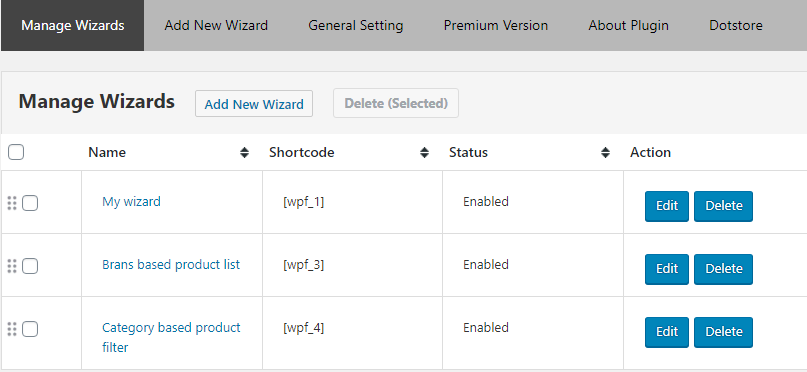 Manage Wizards Add New Wizard General Setting Premium Version About Plugin Dotstore
Manage Wizards Add New Wizard Delete (Selected)
Name Shortcode Status Action
My wizard [wpf_1] Enabled Edit Delete
Brans based product list [wpf_3] Enabled Edit Delete
Category based product [wpf_4] Enabled Edit Delete
filter